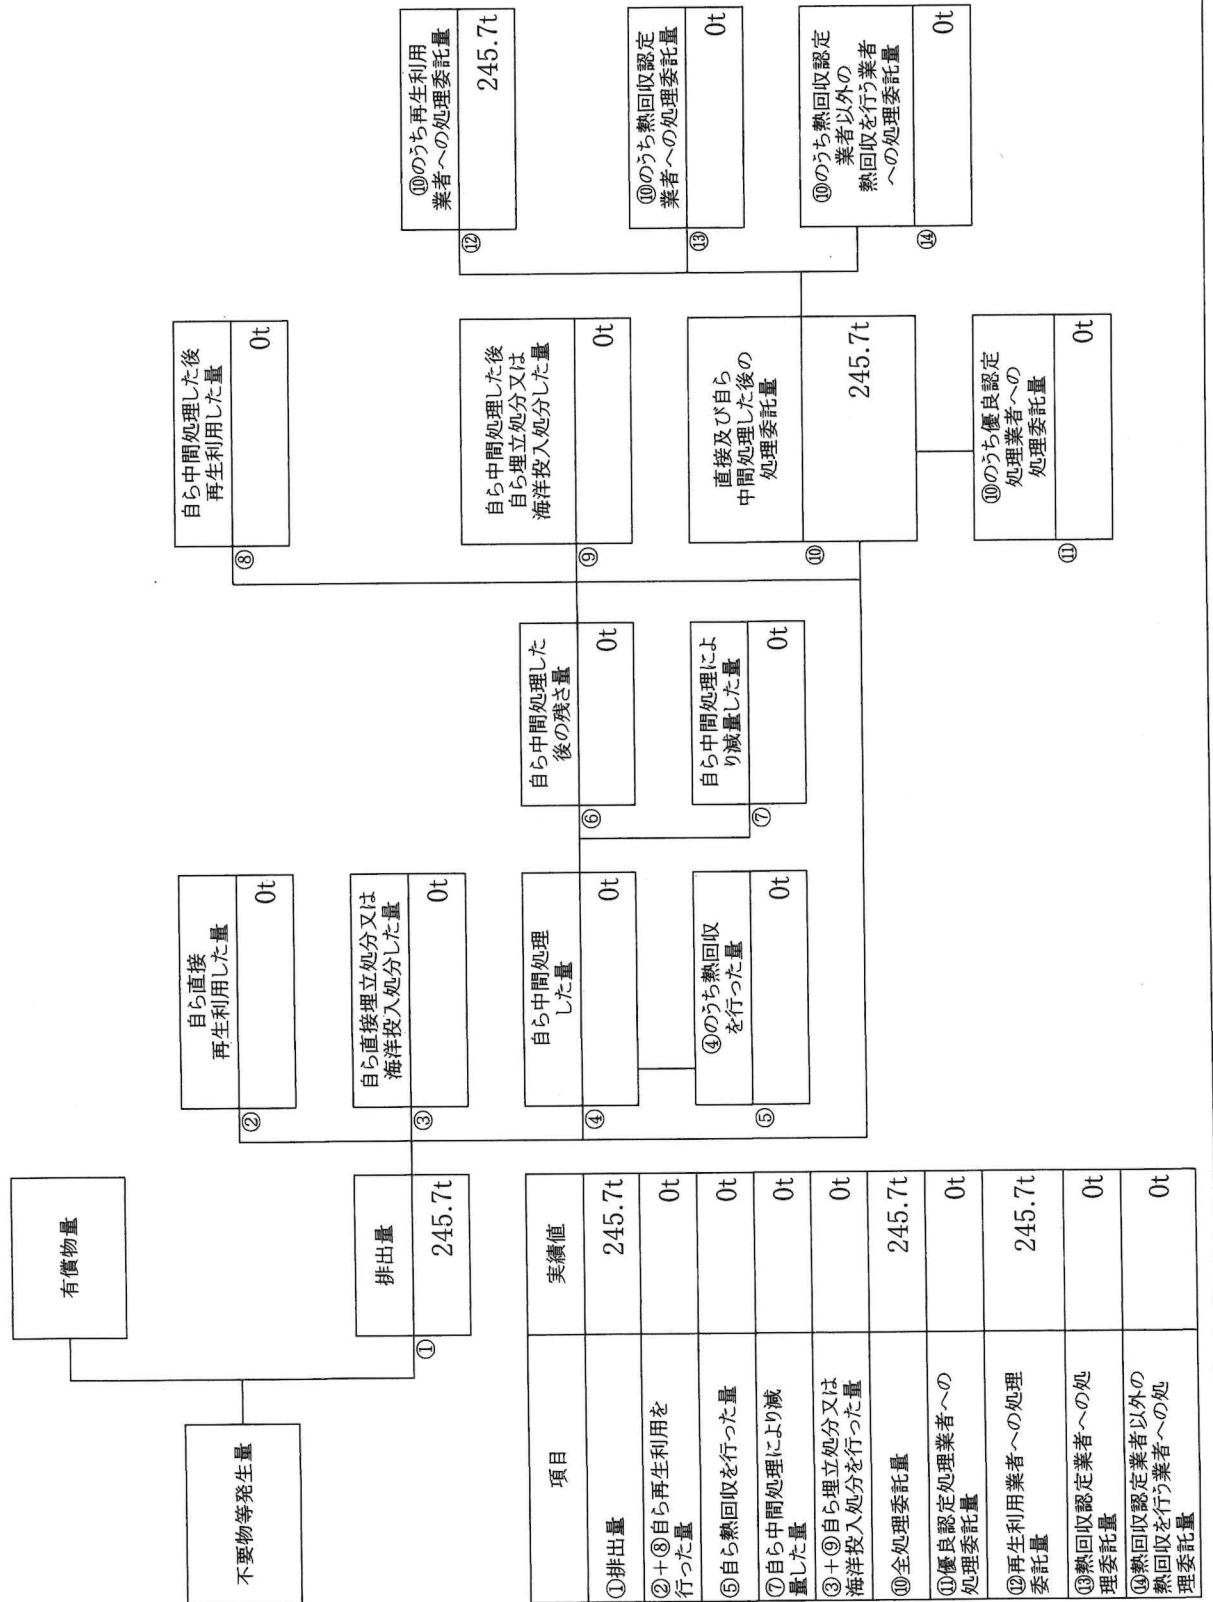 不要物等発生量
有償物量
排出量
①
245.7t
自ら直接
再生利用した量
②
0t
自ら直接埋立処分又は
海洋投入処分した量
③
0t
自ら中間処理
した量
④
0t
④のうち熱回収
を行った量
⑤
0t
自ら中間処理した
後の残さ量
⑥
0t
自ら中間処理によ
り減量した量
⑦
0t
自ら中間処理した後
再生利用した量
⑧
0t
自ら中間処理した後
自ら埋立処分又は
海洋投入処分した量
⑨
0t
直接及び自ら
中間処理した後の
処理委託量
⑩
245.7t
⑩のうち優良認定
処理業者への
処理委託量
⑪
0t
⑩のうち再生利用
業者への処理委託量
⑫
245.7t
⑩のうち熱回収認定
業者への処理委託量
⑬
0t
⑩のうち熱回収認定
業者以外の
熱回収を行う業者
への処理委託量
⑭
0t
項目 実績値
①排出量 245.7t
②+⑧自ら再生利用を
行った量 0t
⑤自ら熱回収を行った量 0t
⑦自ら中間処理により減
量した量 0t
③+⑨自ら埋立処分又は
海洋投入処分を行った量 0t
⑩全処理委託量 245.7t
⑪優良認定処理業者への
処理委託量 0t
⑫再生利用業者への処理
委託量 245.7t
⑬熱回収認定業者への処
理委託量 0t
⑭熱回収認定業者以外の
熱回収を行う業者への処
理委託量 0t